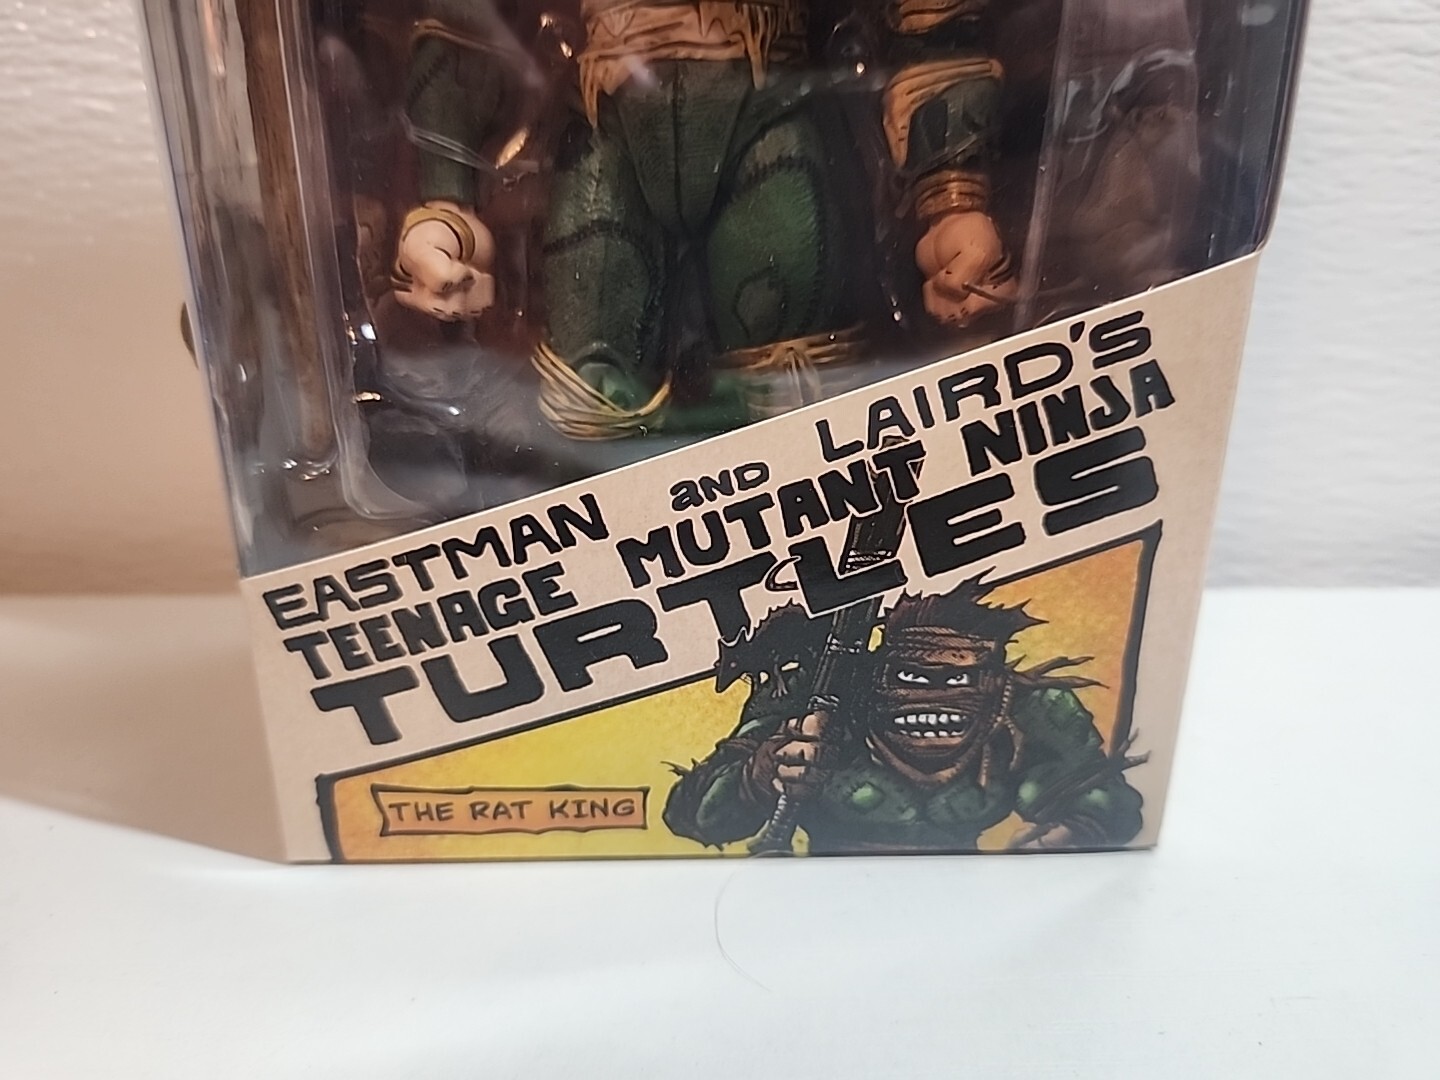 EASTMAN aND LAIRD'S
TEENAGE MUTANT NINJA
TURTLES
THE RAT KING